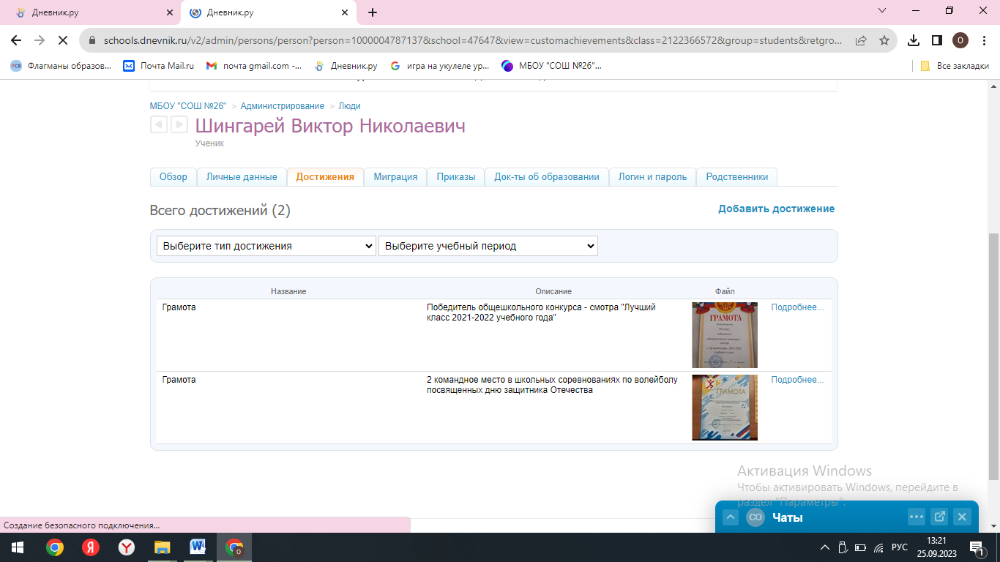 Дневник.ру
Дневник.ру
schools.dnevnik.ru/v2/admin/persons/person?person=1000004787137&school=47647&view=customachievements&class=2122366572&group=students&retgro...
О
Флагманы образов...
Почта Mail.ru
почта gmail.com -...
Дневник.ру
игра на укулеле ур...
МБОУ "СОШ №26"...
Все закладки
МБОУ "СОШ №26" > Администрирование > Люди
Шингарей Виктор Николаевич
Ученик
Обзор Личные данные Достижения Миграция Приказы Док-ты об образовании Логин и пароль Родственники
Всего достижений (2)
Добавить достижение
Выберите тип достижения
Выберите учебный период
Название Описание Файл
Грамота
Победитель общешкольного конкурса - смотра "Лучший
класс 2021-2022 учебного года"
ГРАМОТА
Подробнее...
Грамота
2 командное место в школьных соревнованиях по волейболу
посвященных дню защитника Отечества
ГРАМОТА
Подробнее...
Активация Windows
Чтобы активировать Windows, перейдите в
раздел "Параметры".
СО
Чаты
Создание безопасного подключения...
РУС
13:21
25.09.2023
1